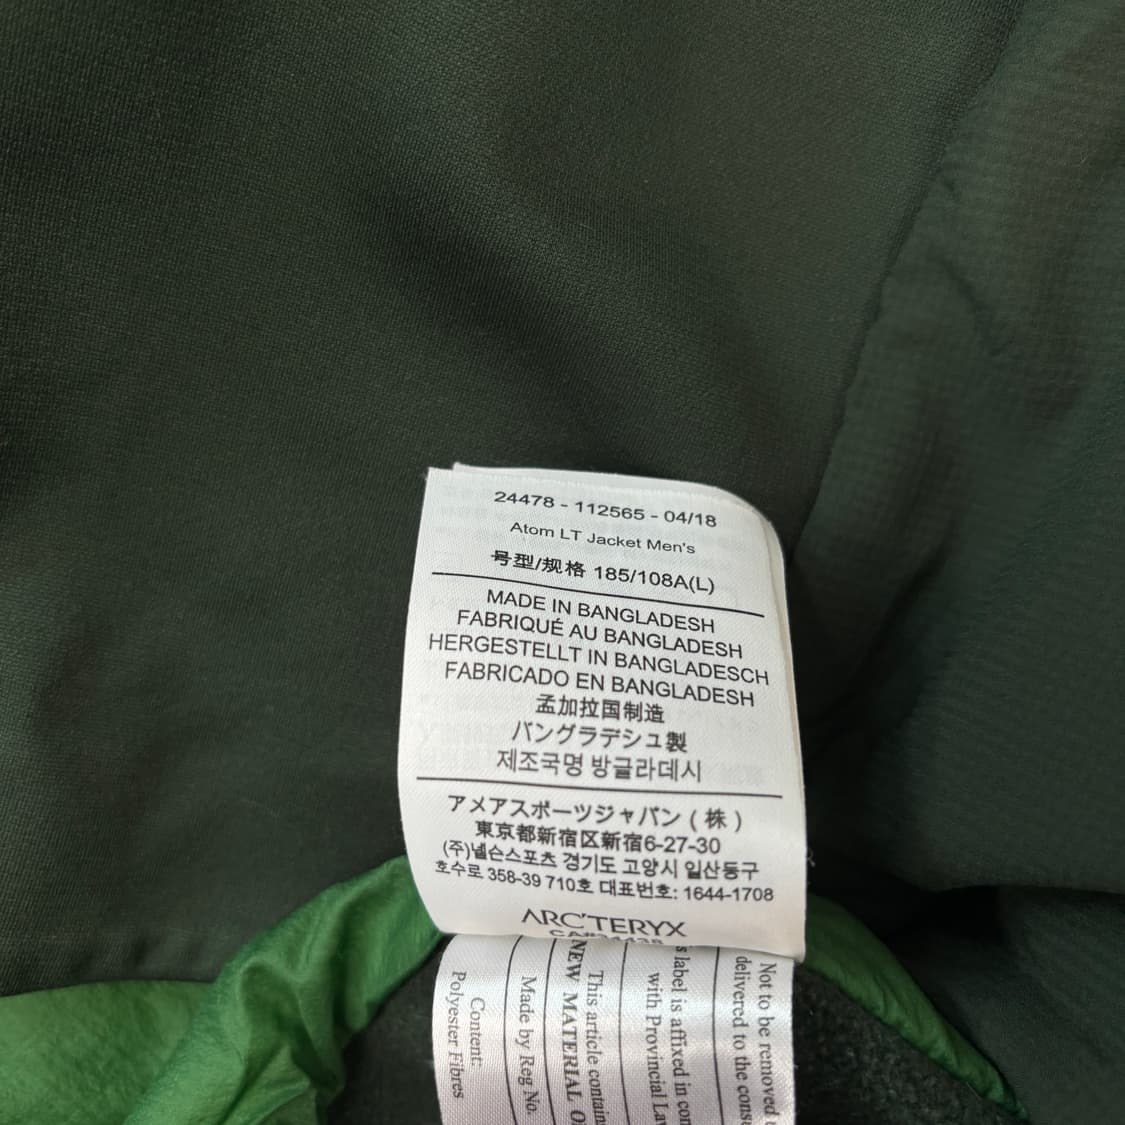 24478 - 112565 - 04/18
Atom LT Jacket Men's
号型/规格 185/108A(L)
MADE IN BANGLADESH
FABRIQUÉ AU BANGLADESH
HERGESTELLT IN BANGLADESCH
FABRICADO EN BANGLADESH
孟加拉国制造
バングラデシュ製
제조국명 방글라데시
アメアスポーツジャパン ( 株 )
東京都新宿区新宿6-27-30
(주)넬슨스포츠 경기도 고양시 일산동구
호수로 358-39 710호 대표번호: 1644-1708
ARC'TERYX
Not to be removed
delivered to the
label is affixed in
with Provincial
This article
NEW MATERIAL
Made by Reg No.
Content:
Polyester Fibres